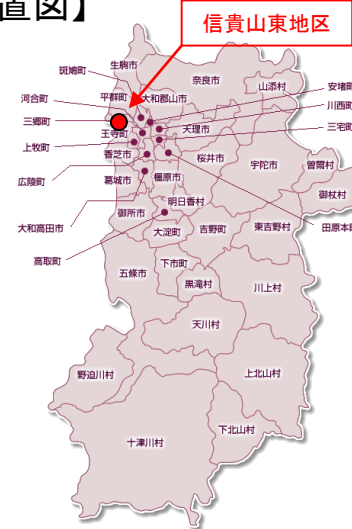 置図】
信貴山東地区
生駒市
斑鳩町
奈良市
山添村
安堵町
平群町
大和郡山市
河合町
川西町
三郷町
天理市
三宅町
王寺町
上牧町
香芝市
桜井市
宇陀市
曽爾村
広陵町
葛城市
橿原市
御杖村
明日香村
御所市
大和高田市
田原本町
大淀町
吉野町
東吉野村
高取町
下市町
五條市
黒滝村
川上村
天川村
野迫川村
上北山村
十津川村
下北山村